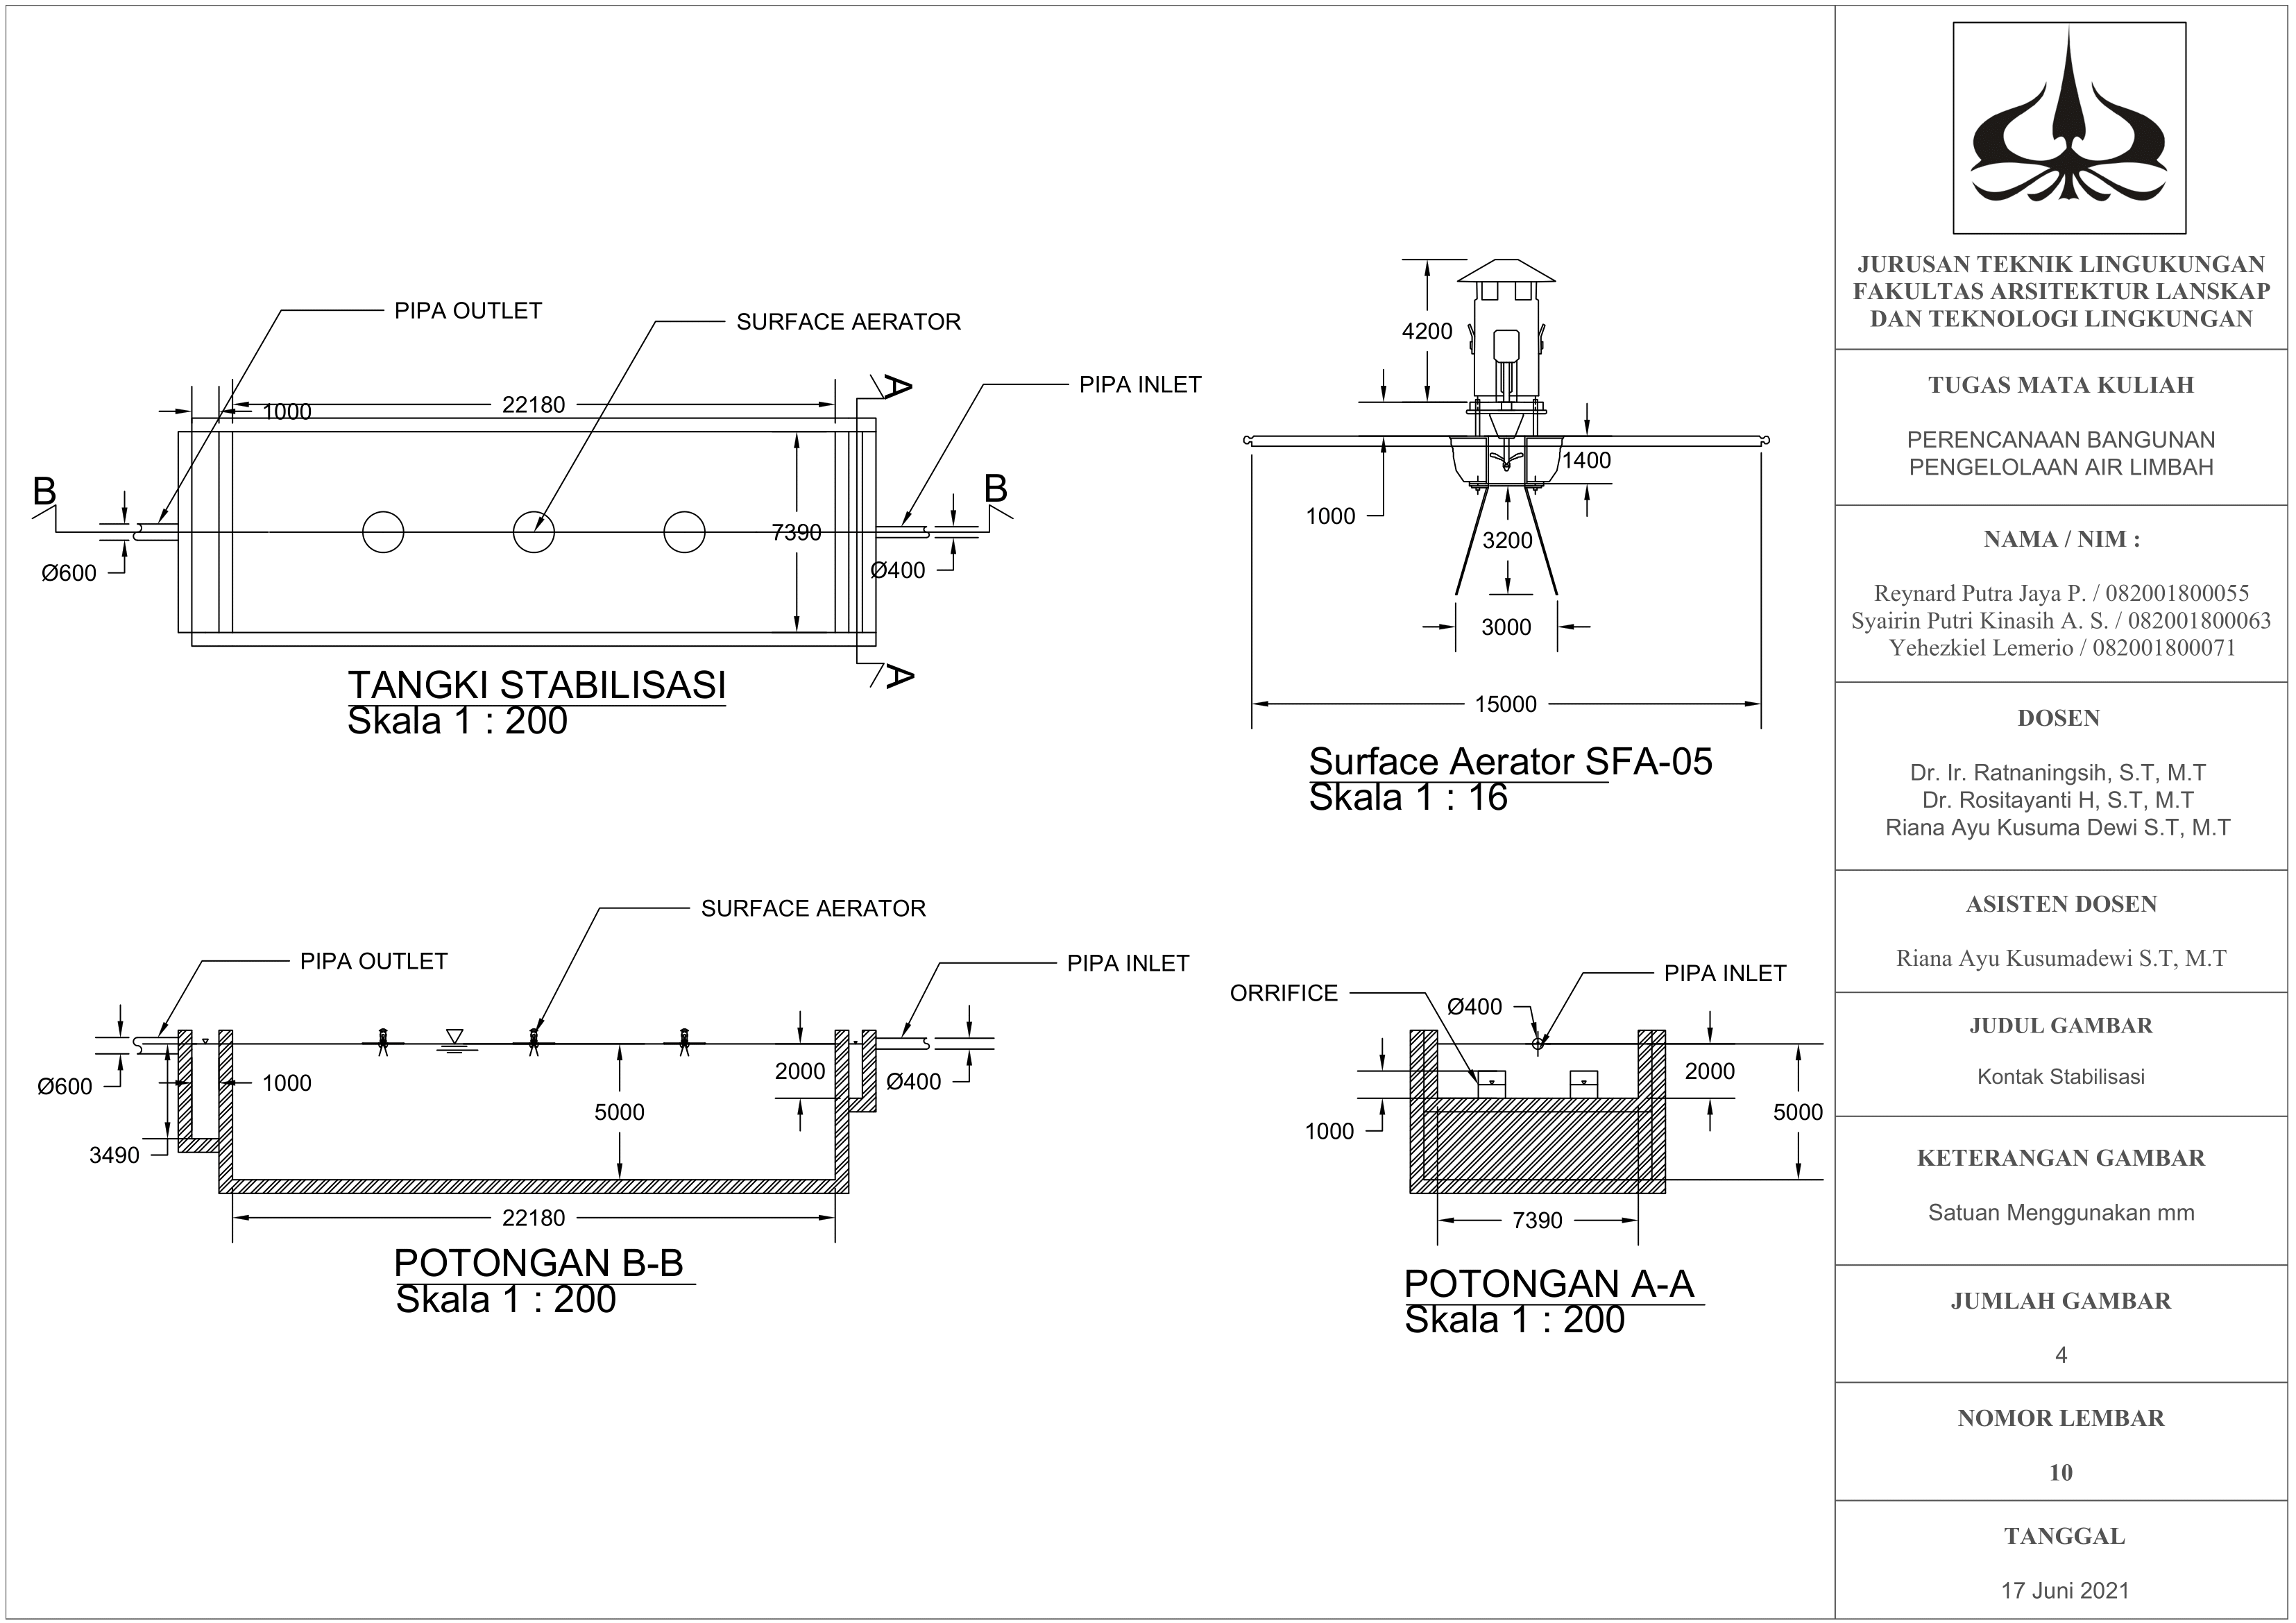 PIPA OUTLET
SURFACE AERATOR
PIPA INLET
A
1000
22180
B
B
7390
Ø600
Ø400
A
TANGKI STABILISASI
Skala 1 : 200
4200
1400
1000
3200
3000
15000
Surface Aerator SFA-05
Skala 1 : 16
SURFACE AERATOR
PIPA OUTLET
PIPA INLET
Ø600
1000
2000
Ø400
5000
3490
22180
POTONGAN B-B
Skala 1 : 200
PIPA INLET
ORRIFICE
Ø400
2000
5000
1000
7390
POTONGAN A-A
Skala 1 : 200
JURUSAN TEKNIK LINGUKUNGAN
FAKULTAS ARSITEKTUR LANSKAP
DAN TEKNOLOGI LINGKUNGAN
TUGAS MATA KULIAH
PERENCANAAN BANGUNAN
PENGELOLAAN AIR LIMBAH
NAMA / NIM :
Reynard Putra Jaya P. / 082001800055
Syairin Putri Kinasih A. S. / 082001800063
Yehezkiel Lemerio / 082001800071
DOSEN
Dr. Ir. Ratnaningsih, S.T, M.T
Dr. Rositayanti H, S.T, M.T
Riana Ayu Kusuma Dewi S.T, M.T
ASISTEN DOSEN
Riana Ayu Kusumadewi S.T, M.T
JUDUL GAMBAR
Kontak Stabilisasi
KETERANGAN GAMBAR
Satuan Menggunakan mm
JUMLAH GAMBAR
4
NOMOR LEMBAR
10
TANGGAL
17 Juni 2021